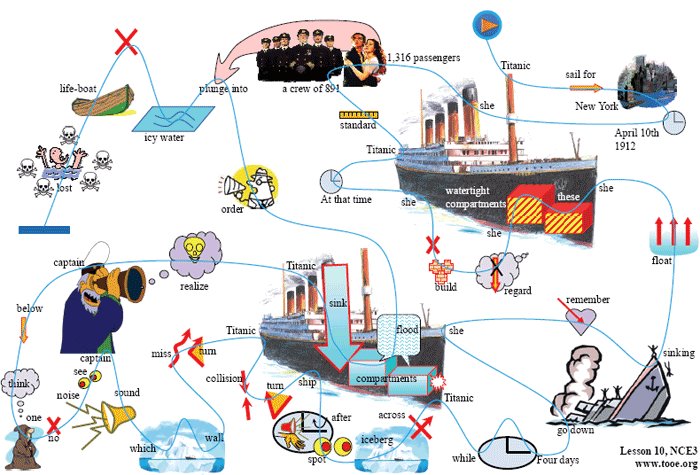 Titanic
1,316 passengers
life-boat
plunge into
a crew of 891
sail for
New York
she
icy water
standard
April 10th
1912
Titanic
lost
watertight
compartments
these
At that time
she
order
she
captain
Titanic
float
realize
build
regard
sink
remember
below
Titanic
flood
she
miss
turn
captain
sinking
see
collision
think
noise
sound
turn
ship
compartments
one
after
across
Titanic
no
go down
which
wall
spot
iceberg
while
Four days
Lesson 10, NCE3
www.tooe.org